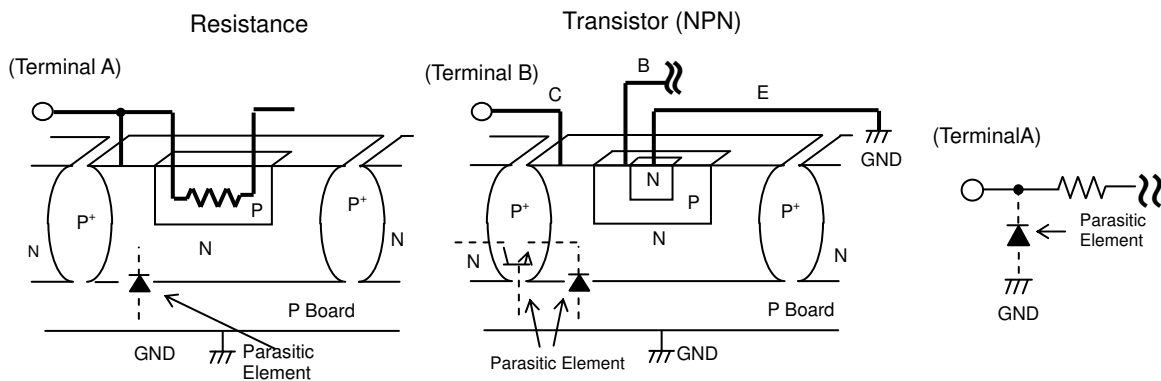 Resistance
(Terminal A)
P+
P
P+
N
N
N
P Board
GND
Parasitic
Element
Transistor (NPN)
(Terminal B)
C
B
E
GND
P+
N
P
P+
N
N
N
P Board
Parasitic Element
GND
(TerminalA)
Parasitic
Element
GND